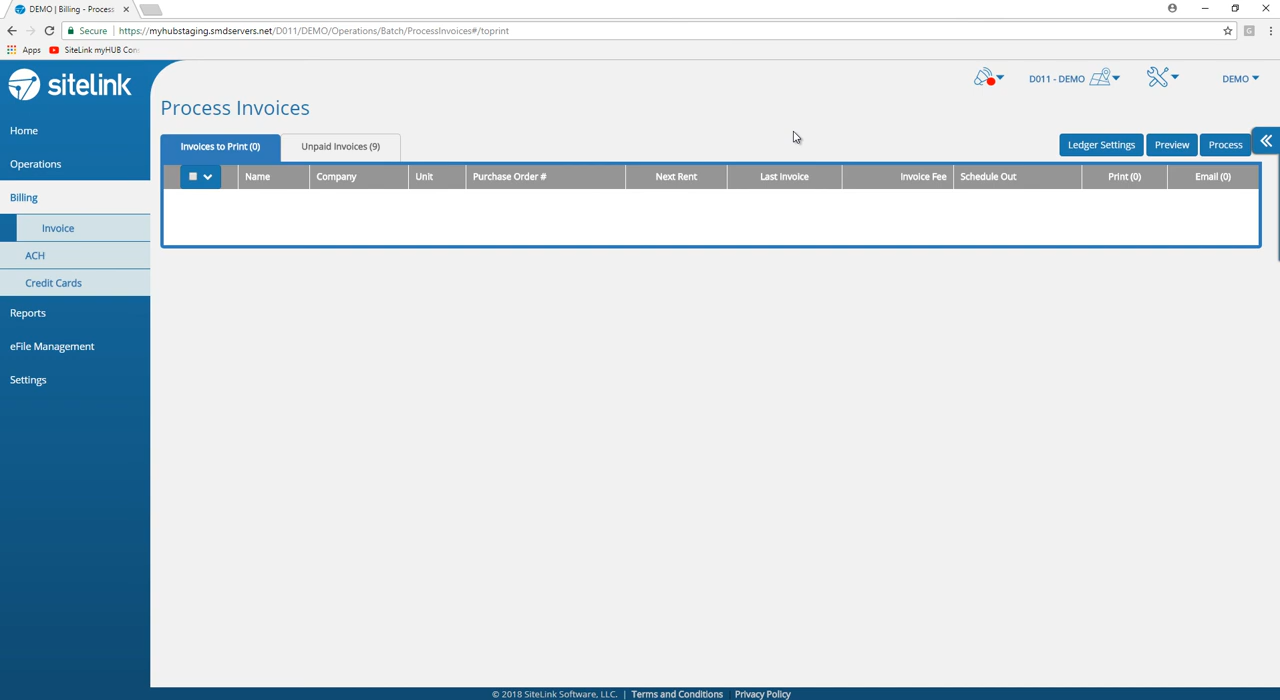 DEMO | Billing - Process
Secure | https://myhubstaging.smdservers.net/D011/DEMO/Operations/Batch/ProcessInvoices#/toprint
Apps SiteLink myHUB Con
sitelink
D011 - DEMO
DEMO
Home
Operations
Billing
Invoice
ACH
Credit Cards
Reports
eFile Management
Settings
Process Invoices
Invoices to Print (0)
Unpaid Invoices (9)
Ledger Settings
Preview
Process
Name Company Unit Purchase Order # Next Rent Last Invoice Invoice Fee Schedule Out Print (0) Email (0)
© 2018 SiteLink Software, LLC. | Terms and Conditions Privacy Policy